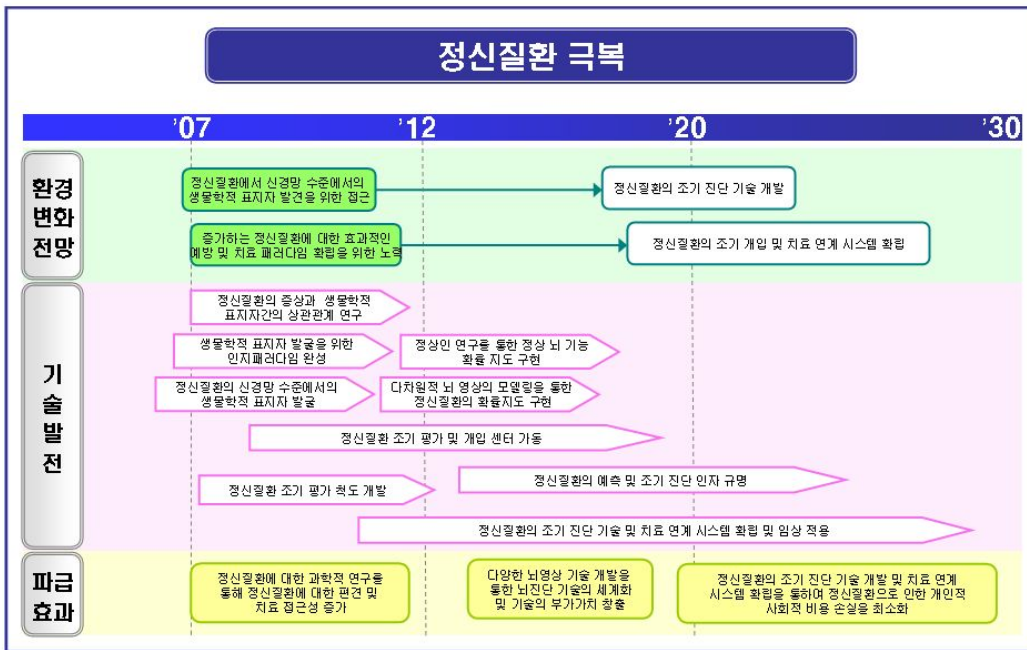 정신질환 극복
'07
'12
'20
'30
환경
변화
전망
정신질환에서 신경망 수준에서의
생물학적 표지자 발견을 위한 접근
정신질환의 조기 진단 기술 개발
증가하는 정신질환에 대한 효과적인
예방 및 치료 패러다임 확립을 위한 노력
정신질환의 조기 개입 및 치료 연계 시스템 확립
기
술
발
전
정신질환의 증상과 생물학적
표지자간의 상관관계 연구
생물학적 표지자 발굴을 위한
인지패러다임 완성
정상인 연구를 통한 정상 뇌 기능
확률 지도 구현
정신질환의 신경망 수준에서의
생물학적 표지자 발굴
다차원적 뇌 영상의 모델링을 통한
정신질환의 확률지도 구현
정신질환 조기 평가 및 개입 센터 가동
정신질환 조기 평가 척도 개발
정신질환의 예측 및 조기 진단 인자 규명
정신질환의 조기 진단 기술 및 치료 연계 시스템 확립 및 임상 적용
파급
효과
정신질환에 대한 과학적 연구를
통해 정신질환에 대한 편견 및
치료 접근성 증가
다양한 뇌영상 기술 개발을
통한 뇌진단 기술의 세계화
및 기술의 부가가치 창출
정신질환의 조기 진단 기술 개발 및 치료 연계
시스템 확립을 통하여 정신질환으로 인한 개인적
사회적 비용 손실을 최소화